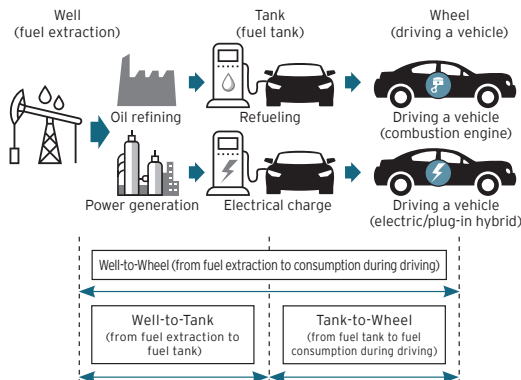 Well
(fuel extraction)
Tank
(fuel tank)
Wheel
(driving a vehicle)
Oil refining
Refueling
Driving a vehicle
(combustion engine)
Power generation
Electrical charge
Driving a vehicle
(electric/plug-in hybrid)
Well-to-Wheel (from fuel extraction to consumption during driving)
Well-to-Tank
(from fuel extraction to
fuel tank)
Tank-to-Wheel
(from fuel tank to fuel
consumption during driving)